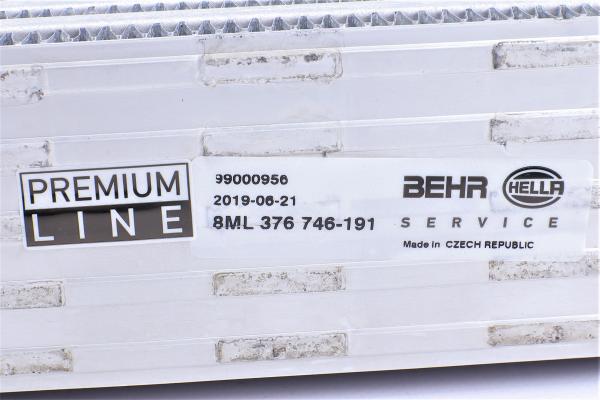 PREMIUM
LINE
99000956
2019-06-21
8ML 376 746-191
BEHR HELLA
SERVICE
Made in CZECH REPUBLIC